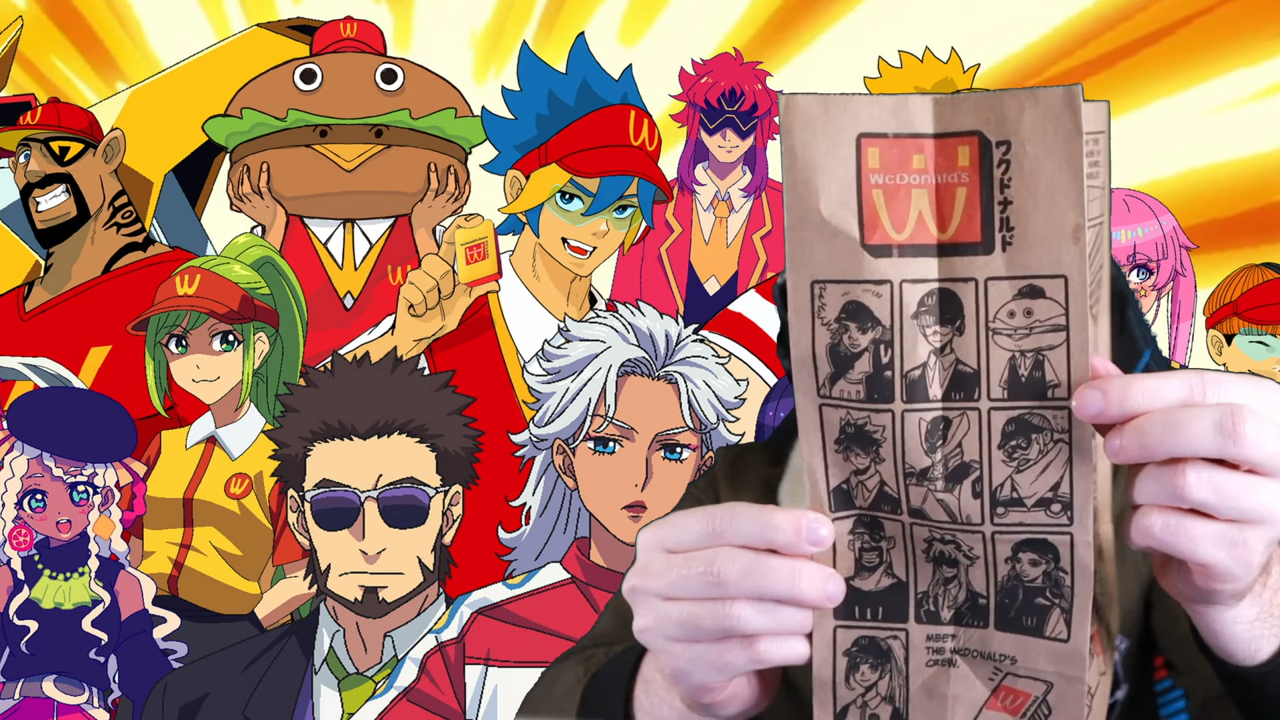 WcDonald's
ワクドナルド
MEET
THE WcDONALD'S
CREW.